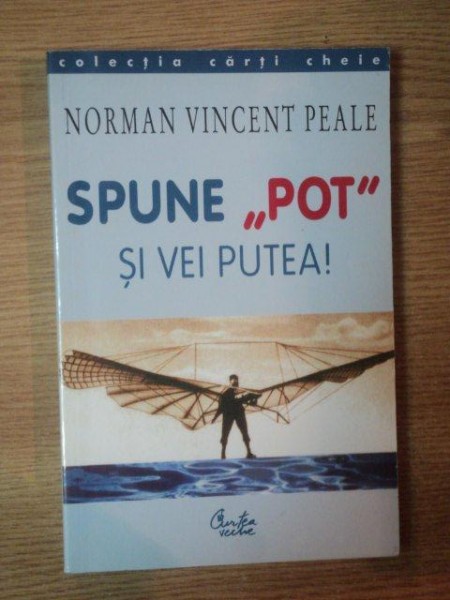 colecția cărți cheie
NORMAN VINCENT PEALE
SPUNE „POT"
ȘI VEI PUTEA!
Curtea
veche